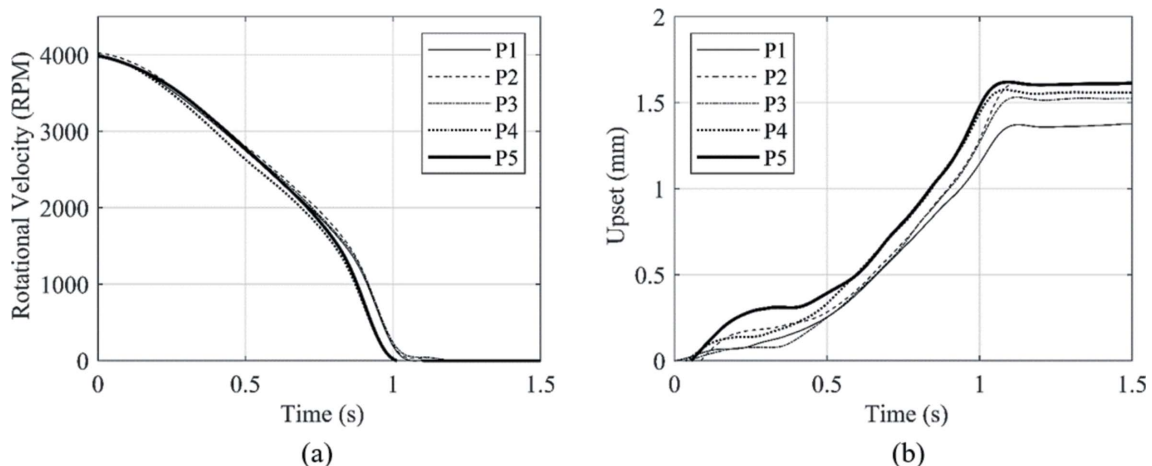 4000
3000
2000
1000
0
Rotational Velocity (RPM)
P1
P2
P3
P4
P5
0
0.5
1
1.5
Time (s)
(a)
2
1.5
1
0.5
0
Upset (mm)
P1
P2
P3
P4
P5
0
0.5
1
1.5
Time (s)
(b)